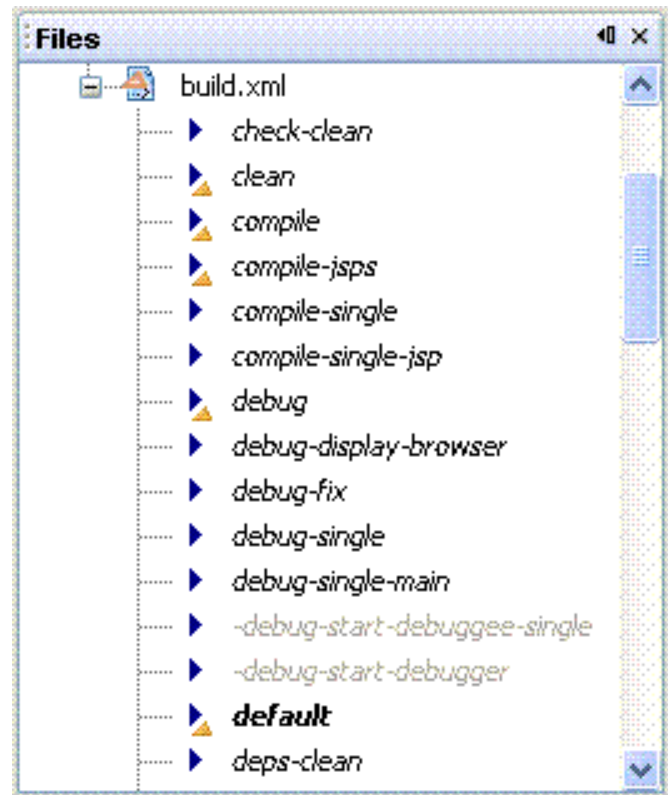 Files
build.xml
check-clean
clean
compile
compile-jsps
compile-single
compile-single-jsp
debug
debug-display-browser
debug-fix
debug-single
debug-single-main
-debug-start-debuggee-single
-debug-start-debugger
default
deps-clean